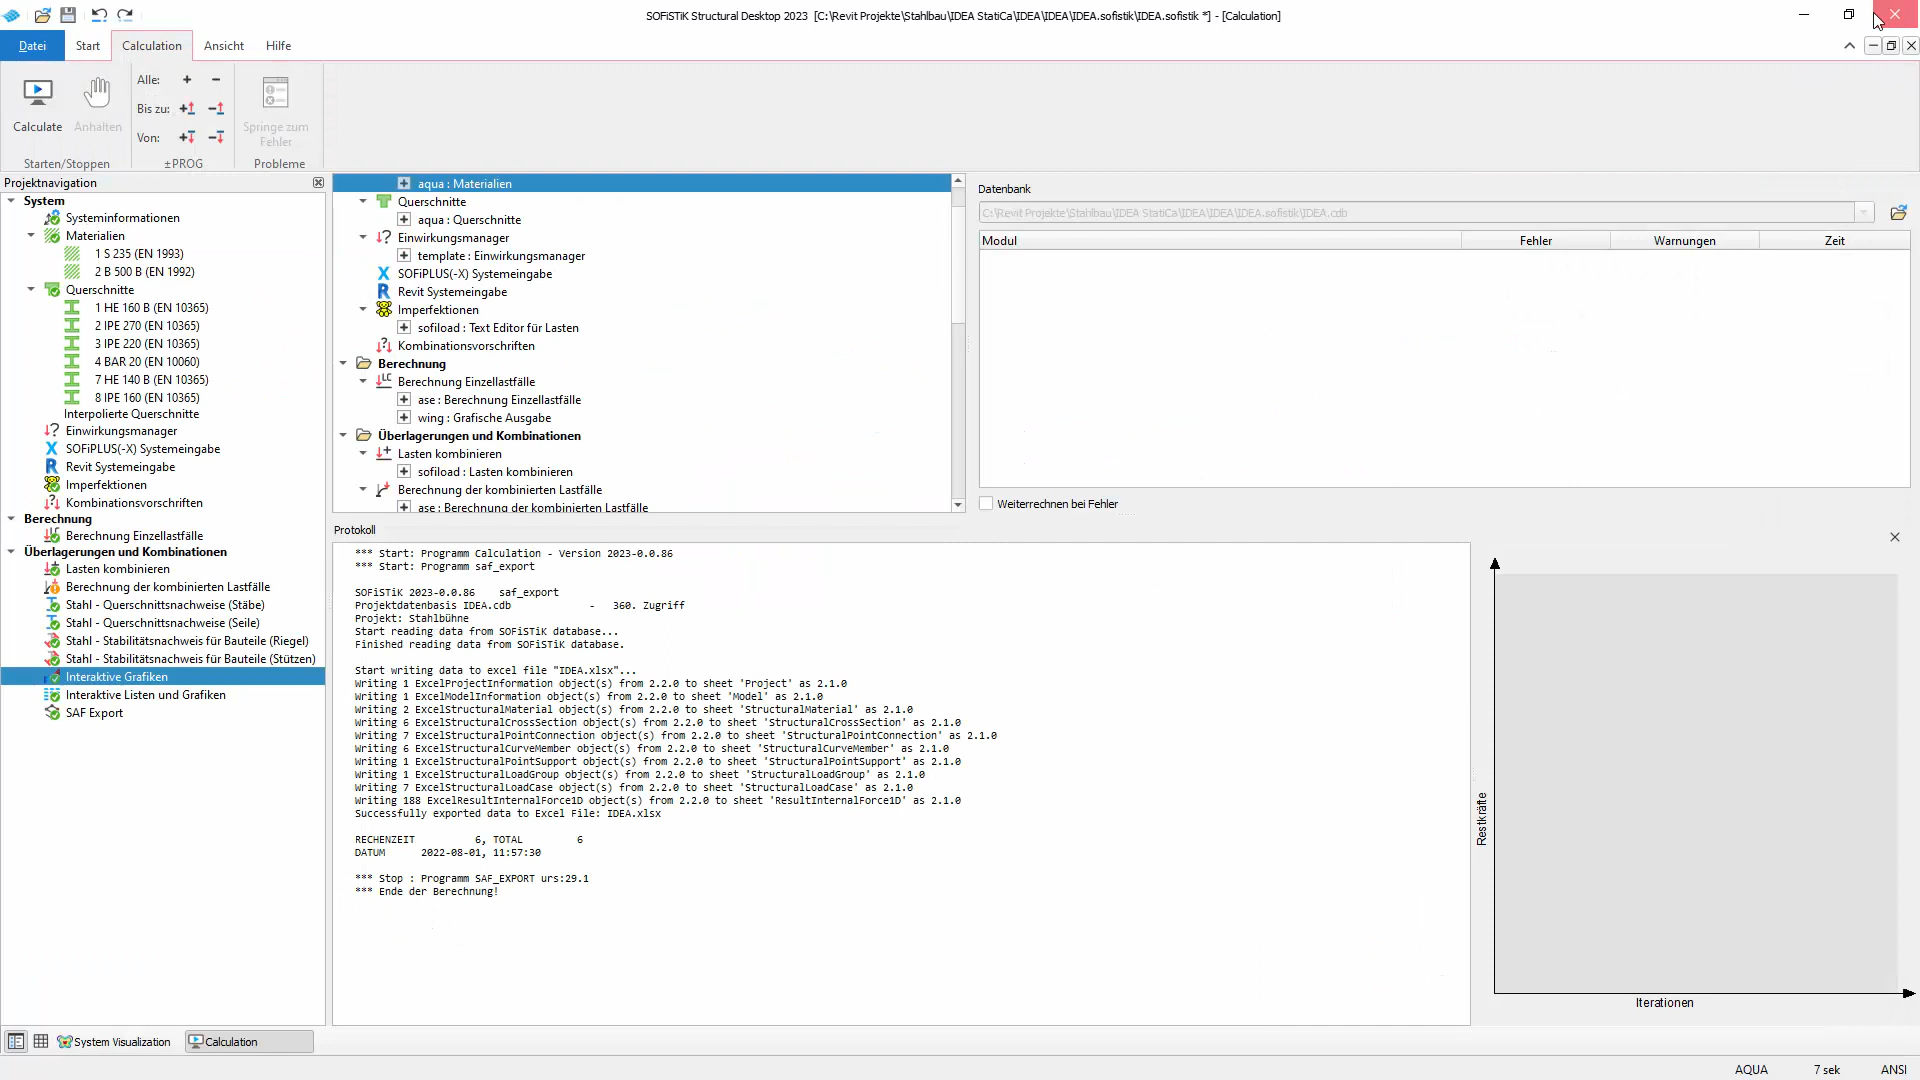 SOFiSTiK Structural Desktop 2023 [C:\Revit Projekte\Stahlbau\IDEA StatiCa\IDEA\IDEA\IDEA.sofistik\IDEA.sofistik *] - [Calculation]
Datei Start Calculation Ansicht Hilfe
Calculate Anhalten
Starten/Stoppen
Alle: + -
Bis zu:
Von:
±PROG
Springe zum
Fehler
Probleme
Projektnavigation
System
Systeminformationen
Materialien
1 S 235 (EN 1993)
2 B 500 B (EN 1992)
Querschnitte
1 HE 160 B (EN 10365)
2 IPE 270 (EN 10365)
3 IPE 220 (EN 10365)
4 BAR 20 (EN 10060)
7 HE 140 B (EN 10365)
8 IPE 160 (EN 10365)
Interpolierte Querschnitte
Einwirkungsmanager
SOFiPLUS(-X) Systemeingabe
Revit Systemeingabe
Imperfektionen
Kombinationsvorschriften
Berechnung
Berechnung Einzellastfälle
Überlagerungen und Kombinationen
Lasten kombinieren
Berechnung der kombinierten Lastfälle
Stahl - Querschnittsnachweise (Stäbe)
Stahl - Querschnittsnachweise (Seile)
Stahl - Stabilitätsnachweis für Bauteile (Riegel)
Stahl - Stabilitätsnachweis für Bauteile (Stützen)
Interaktive Grafiken
Interaktive Listen und Grafiken
SAF Export
aqua : Materialien
Querschnitte
aqua : Querschnitte
Einwirkungsmanager
template : Einwirkungsmanager
SOFiPLUS(-X) Systemeingabe
Revit Systemeingabe
Imperfektionen
sofiload : Text Editor für Lasten
Kombinationsvorschriften
Berechnung
Berechnung Einzellastfälle
ase : Berechnung Einzellastfälle
wing : Grafische Ausgabe
Überlagerungen und Kombinationen
Lasten kombinieren
sofiload : Lasten kombinieren
Berechnung der kombinierten Lastfälle
ase : Berechnung der kombinierten Lastfälle
Datenbank
C:\Revit Projekte\Stahlbau\IDEA StatiCa\IDEA\IDEA\IDEA.sofistik\IDEA.cdb
Modul Fehler Warnungen Zeit
Weiterrechnen bei Fehler
Protokoll
*** Start: Programm Calculation - Version 2023-0.0.86
*** Start: Programm saf_export
SOFiSTiK 2023-0.0.86 saf_export
Projektdatenbasis IDEA.cdb - 360. Zugriff
Projekt: Stahlbühne
Start reading data from SOFiSTiK database...
Finished reading data from SOFiSTiK database.
Start writing data to excel file "IDEA.xlsx"...
Writing 1 ExcelProjectInformation object(s) from 2.2.0 to sheet 'Project' as 2.1.0
Writing 1 ExcelModelInformation object(s) from 2.2.0 to sheet 'Model' as 2.1.0
Writing 2 ExcelStructuralMaterial object(s) from 2.2.0 to sheet 'StructuralMaterial' as 2.1.0
Writing 6 ExcelStructuralCrossSection object(s) from 2.2.0 to sheet 'StructuralCrossSection' as 2.1.0
Writing 7 ExcelStructuralPointConnection object(s) from 2.2.0 to sheet 'StructuralPointConnection' as 2.1.0
Writing 6 ExcelStructuralCurveMember object(s) from 2.2.0 to sheet 'StructuralCurveMember' as 2.1.0
Writing 1 ExcelStructuralPointSupport object(s) from 2.2.0 to sheet 'StructuralPointSupport' as 2.1.0
Writing 1 ExcelStructuralLoadGroup object(s) from 2.2.0 to sheet 'StructuralLoadGroup' as 2.1.0
Writing 7 ExcelStructuralLoadCase object(s) from 2.2.0 to sheet 'StructuralLoadCase' as 2.1.0
Writing 188 ExcelResultInternalForce1D object(s) from 2.2.0 to sheet 'ResultInternalForce1D' as 2.1.0
Successfully exported data to Excel File: IDEA.xlsx
RECHENZEIT 6, TOTAL 6
DATUM 2022-08-01, 11:57:30
*** Stop : Programm SAF_EXPORT urs:29.1
*** Ende der Berechnung!
Restkräfte
Iterationen
System Visualization Calculation
AQUA 7 sek ANSI